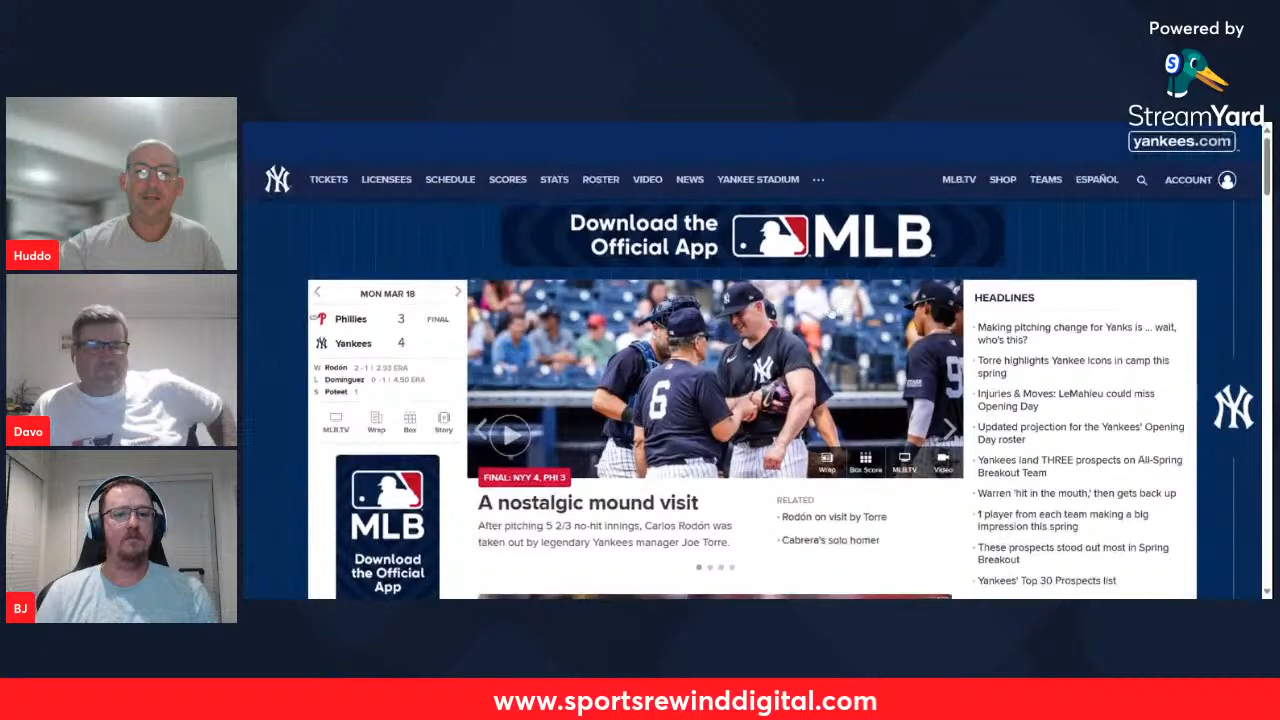 Powered by
StreamYard
yankees.com
Huddo
Davo
BJ
NY
TICKETS LICENSEES SCHEDULE SCORES STATS ROSTER VIDEO NEWS YANKEE STADIUM ••• MLB.TV SHOP TEAMS ESPAÑOL ACCOUNT
Download the
Official App
MLB
MON MAR 18
Phillies 3 FINAL
Yankees 4
W Rodón 2 - 1 | 2.93 ERA
L Dominguez 0 -1 | 4.50 ERA
S Poteet 1
MLB.TV Wrap Box Story
MLB
Download
the Official
App
6
9
Wrap Box Score MLB.TV Video
FINAL: NYY 4, PHI 3
A nostalgic mound visit
After pitching 5 2/3 no-hit innings, Carlos Rodón was
taken out by legendary Yankees manager Joe Torre.
RELATED
· Rodón on visit by Torre
· Cabrera's solo homer
HEADLINES
· Making pitching change for Yanks is ... wait,
who's this?
· Torre highlights Yankee icons in camp this
spring
· Injuries & Moves: LeMahieu could miss
Opening Day
· Updated projection for the Yankees' Opening
Day roster
· Yankees land THREE prospects on All-Spring
Breakout Team
· Warren 'hit in the mouth,' then gets back up
· 1 player from each team making a big
impression this spring
· These prospects stood out most in Spring
Breakout
· Yankees' Top 30 Prospects list
NY
www.sportsrewinddigital.com